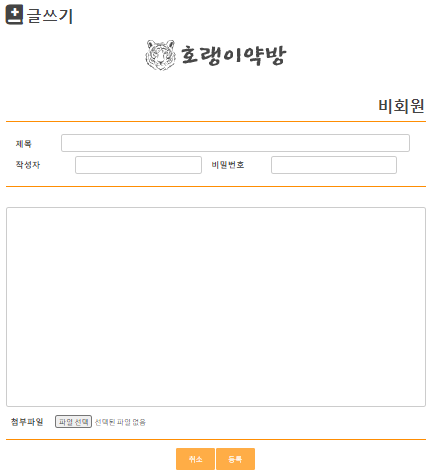 글쓰기
호랭이약방
비회원
제목
작성자 비밀번호
첨부파일 파일 선택 선택된 파일 없음
취소 등록